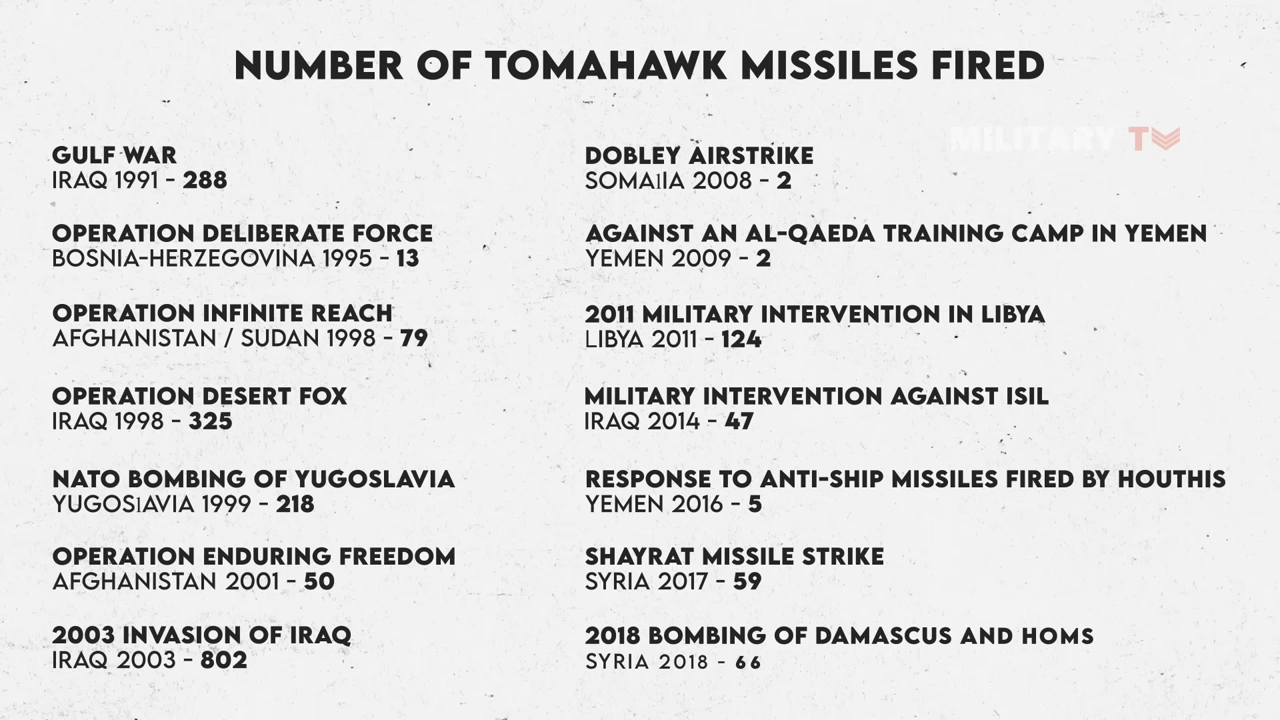 NUMBER OF TOMAHAWK MISSILES FIRED
MILITARY TV
GULF WAR
IRAQ 1991 - 288
OPERATION DELIBERATE FORCE
BOSNIA-HERZEGOVINA 1995 - 13
OPERATION INFINITE REACH
AFGHANISTAN / SUDAN 1998 - 79
OPERATION DESERT FOX
IRAQ 1998 - 325
NATO BOMBING OF YUGOSLAVIA
YUGOSlAVIA 1999 - 218
OPERATION ENDURING FREEDOM
AFGHANISTAN 2001 - 50
2003 INVASION OF IRAQ
IRAQ 2003 - 802
DOBLEY AIRSTRIKE
SOMAlIA 2008 - 2
AGAINST AN AL-QAEDA TRAINING CAMP IN YEMEN
YEMEN 2009 - 2
2011 MILITARY INTERVENTION IN LIBYA
LIBYA 2011 - 124
MILITARY INTERVENTION AGAINST ISIL
IRAQ 2014 - 47
RESPONSE TO ANTI-SHIP MISSILES FIRED BY HOUTHIS
YEMEN 2016 - 5
SHAYRAT MISSILE STRIKE
SYRIA 2017 - 59
2018 BOMBING OF DAMASCUS AND HOMS
SYRIA 2018 - 66